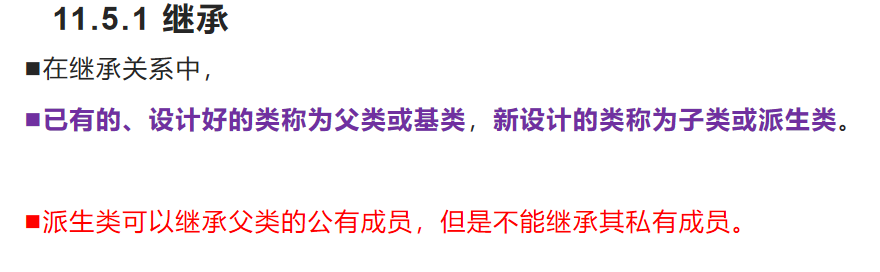 11.5.1 继承
■在继承关系中，
■已有的、设计好的类称为父类或基类，新设计的类称为子类或派生类。
■派生类可以继承父类的公有成员，但是不能继承其私有成员。